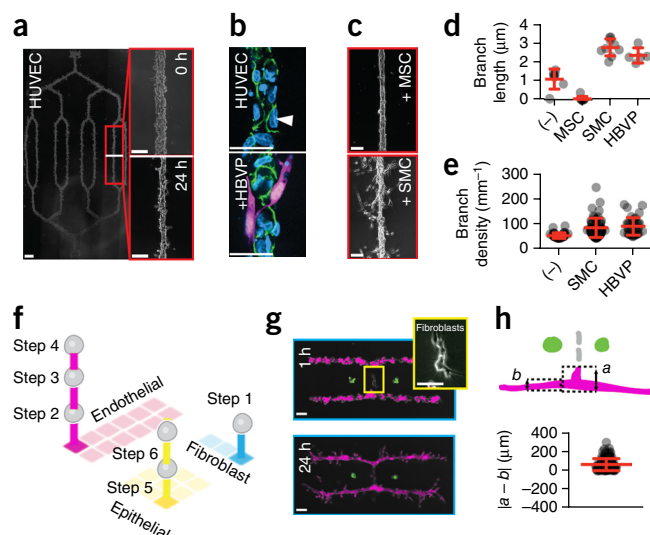 a
HUVEC
0 h
24 h
b
HUVEC
+HBVP
c
+ MSC
+ SMC
d
Branch
length (μm)
4
3
2
1
0
(–)
MSC
SMC
HBVP
e
Branch
density (mm⁻¹)
300
200
100
0
(–)
SMC
HBVP
f
Step 4
Step 3
Step 2
Endothelial
Step 1
Fibroblast
Step 6
Step 5
Epithelial
g
1 h
Fibroblasts
24 h
h
b
a
|a – b| (μm)
400
200
0
–200
–400